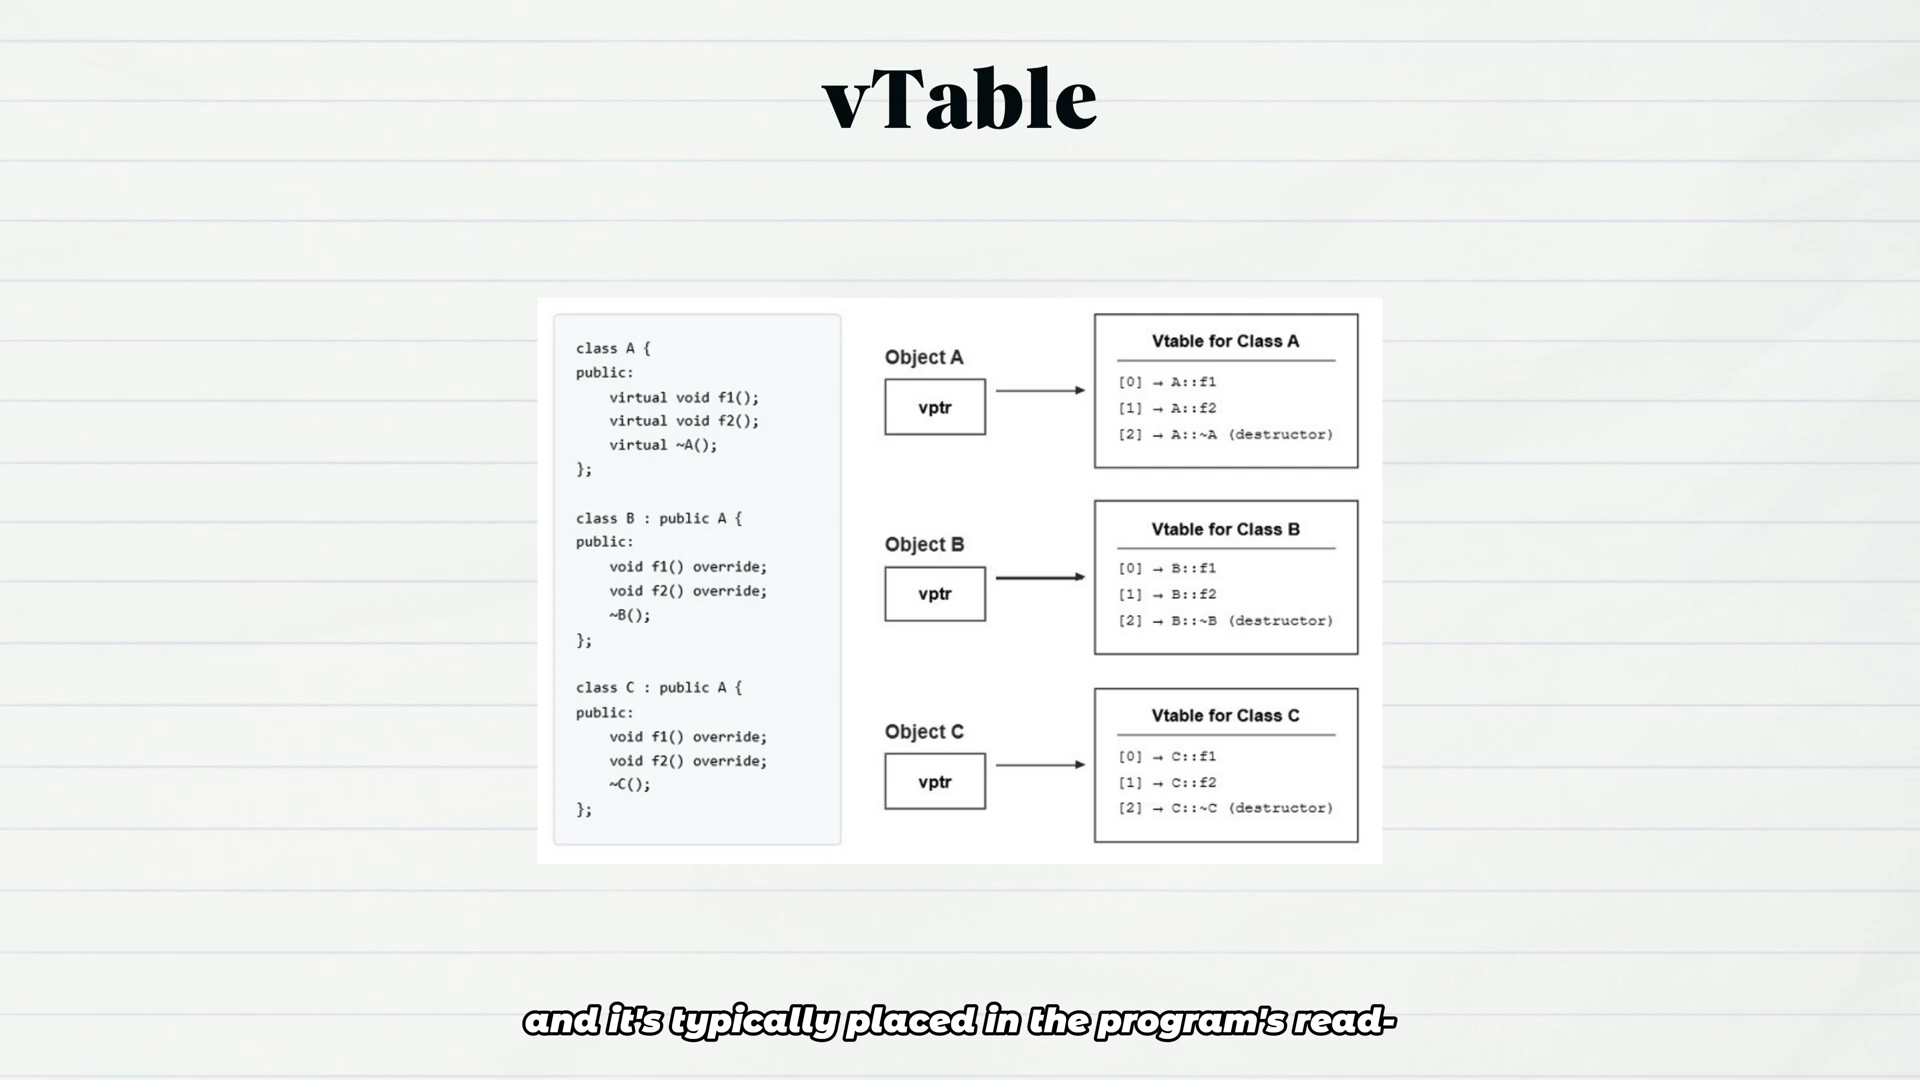 vTable
class A {
public:
    virtual void f1();
    virtual void f2();
    virtual ~A();
};
class B : public A {
public:
    void f1() override;
    void f2() override;
    ~B();
};
class C : public A {
public:
    void f1() override;
    void f2() override;
    ~C();
};
Object A
vptr
Vtable for Class A
[0] → A::f1
[1] → A::f2
[2] → A::~A (destructor)
Object B
vptr
Vtable for Class B
[0] → B::f1
[1] → B::f2
[2] → B::~B (destructor)
Object C
vptr
Vtable for Class C
[0] → C::f1
[1] → C::f2
[2] → C::~C (destructor)
and it's typically placed in the program's read-